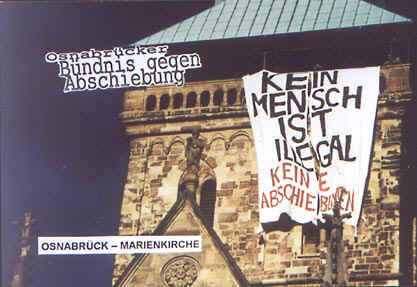 Osnabrücker
Bündnis gegen
Abschiebung
KEIN
MENSCH
IST
ILLEGAL
KEINE
ABSCHIEBUNGEN
OSNABRÜCK – MARIENKIRCHE